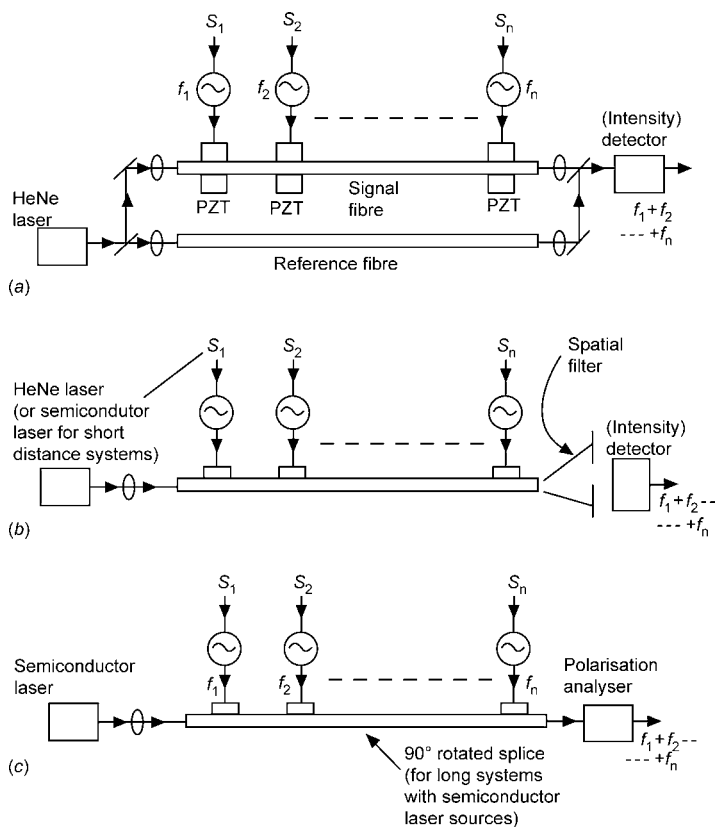 S1
S2
Sn
f1
f2
fn
(Intensity)
detector
HeNe
laser
PZT
PZT
Signal
fibre
PZT
f1 + f2
--- + fn
Reference fibre
(a)
S1
S2
Sn
Spatial
filter
HeNe laser
(or semicondutor
laser for short
distance systems)
(Intensity)
detector
f1 + f2 --
--- + fn
(b)
S1
S2
Sn
Semiconductor
laser
f1
f2
fn
Polarisation
analyser
f1 + f2 --
--- + fn
(c)
90° rotated splice
(for long systems
with semiconductor
laser sources)